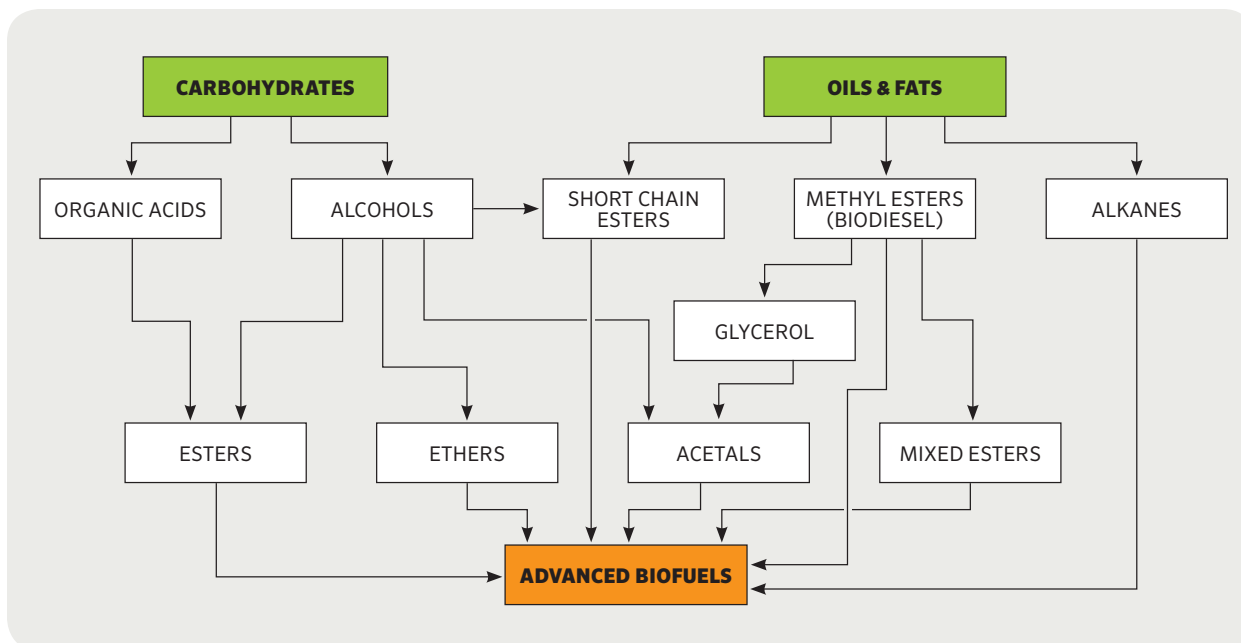 CARBOHYDRATES
OILS & FATS
ORGANIC ACIDS
ALCOHOLS
SHORT CHAIN
ESTERS
METHYL ESTERS
(BIODIESEL)
ALKANES
GLYCEROL
ESTERS
ETHERS
ACETALS
MIXED ESTERS
ADVANCED BIOFUELS